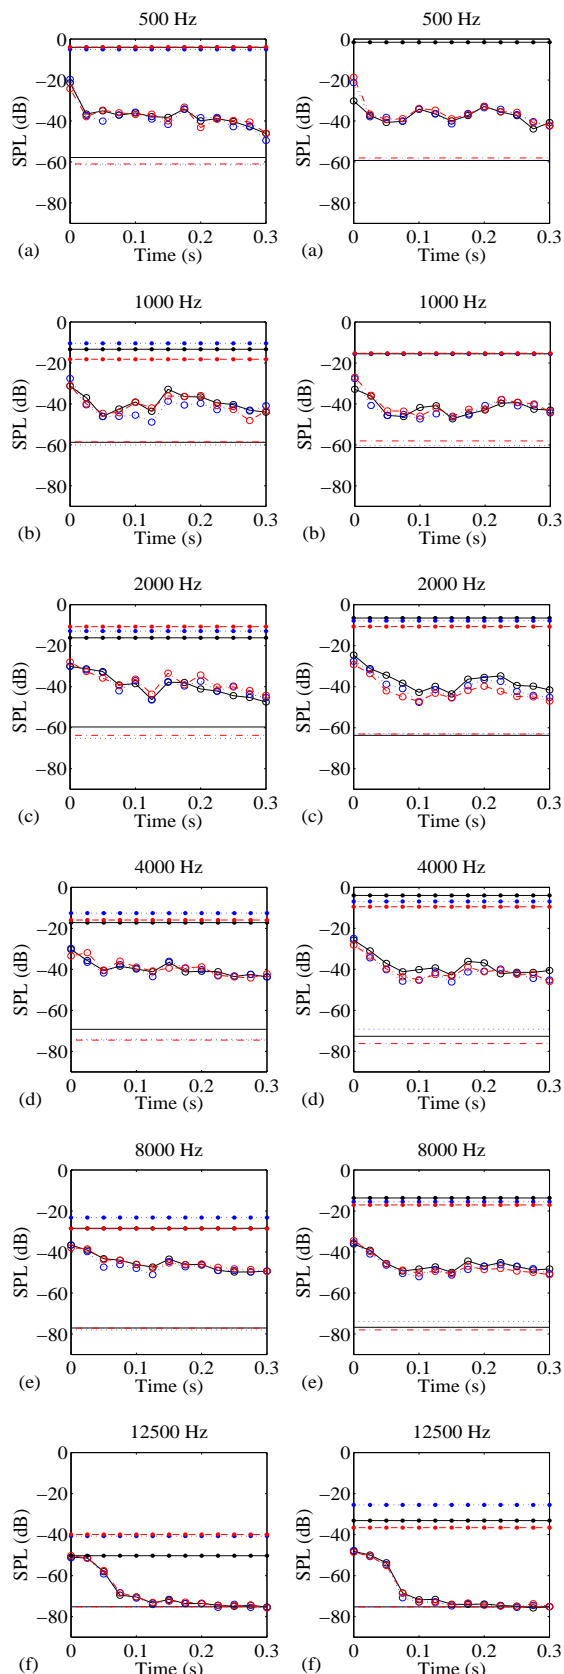 500 Hz 500 Hz
0 0
−20 −20
−40 −40
−60 −60
−80 −80
SPL (dB) SPL (dB)
0 0.1 0.2 0.3 0 0.1 0.2 0.3
(a) Time (s) (a) Time (s)
1000 Hz 1000 Hz
0 0
−20 −20
−40 −40
−60 −60
−80 −80
SPL (dB) SPL (dB)
0 0.1 0.2 0.3 0 0.1 0.2 0.3
(b) Time (s) (b) Time (s)
2000 Hz 2000 Hz
0 0
−20 −20
−40 −40
−60 −60
−80 −80
SPL (dB) SPL (dB)
0 0.1 0.2 0.3 0 0.1 0.2 0.3
(c) Time (s) (c) Time (s)
4000 Hz 4000 Hz
0 0
−20 −20
−40 −40
−60 −60
−80 −80
SPL (dB) SPL (dB)
0 0.1 0.2 0.3 0 0.1 0.2 0.3
(d) Time (s) (d) Time (s)
8000 Hz 8000 Hz
0 0
−20 −20
−40 −40
−60 −60
−80 −80
SPL (dB) SPL (dB)
0 0.1 0.2 0.3 0 0.1 0.2 0.3
(e) Time (s) (e) Time (s)
12500 Hz 12500 Hz
0 0
−20 −20
−40 −40
−60 −60
−80 −80
SPL (dB) SPL (dB)
0 0.1 0.2 0.3 0 0.1 0.2 0.3
(f) Time (s) (f) Time (s)